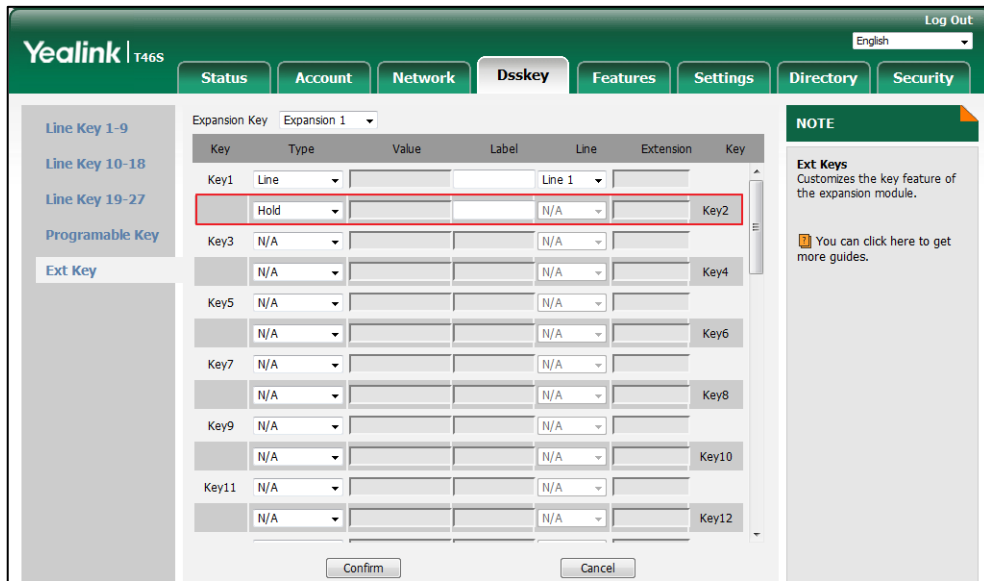 Log Out
Yealink T46S
English
Status Account Network Dsskey Features Settings Directory Security
Line Key 1-9
Line Key 10-18
Line Key 19-27
Programable Key
Ext Key
Expansion Key Expansion 1
Key Type Value Label Line Extension Key
Key1 Line Line 1
Hold N/A Key2
Key3 N/A N/A
N/A N/A Key4
Key5 N/A N/A
N/A N/A Key6
Key7 N/A N/A
N/A N/A Key8
Key9 N/A N/A
N/A N/A Key10
Key11 N/A N/A
N/A N/A Key12
Confirm Cancel
NOTE
Ext Keys
Customizes the key feature of
the expansion module.
You can click here to get
more guides.